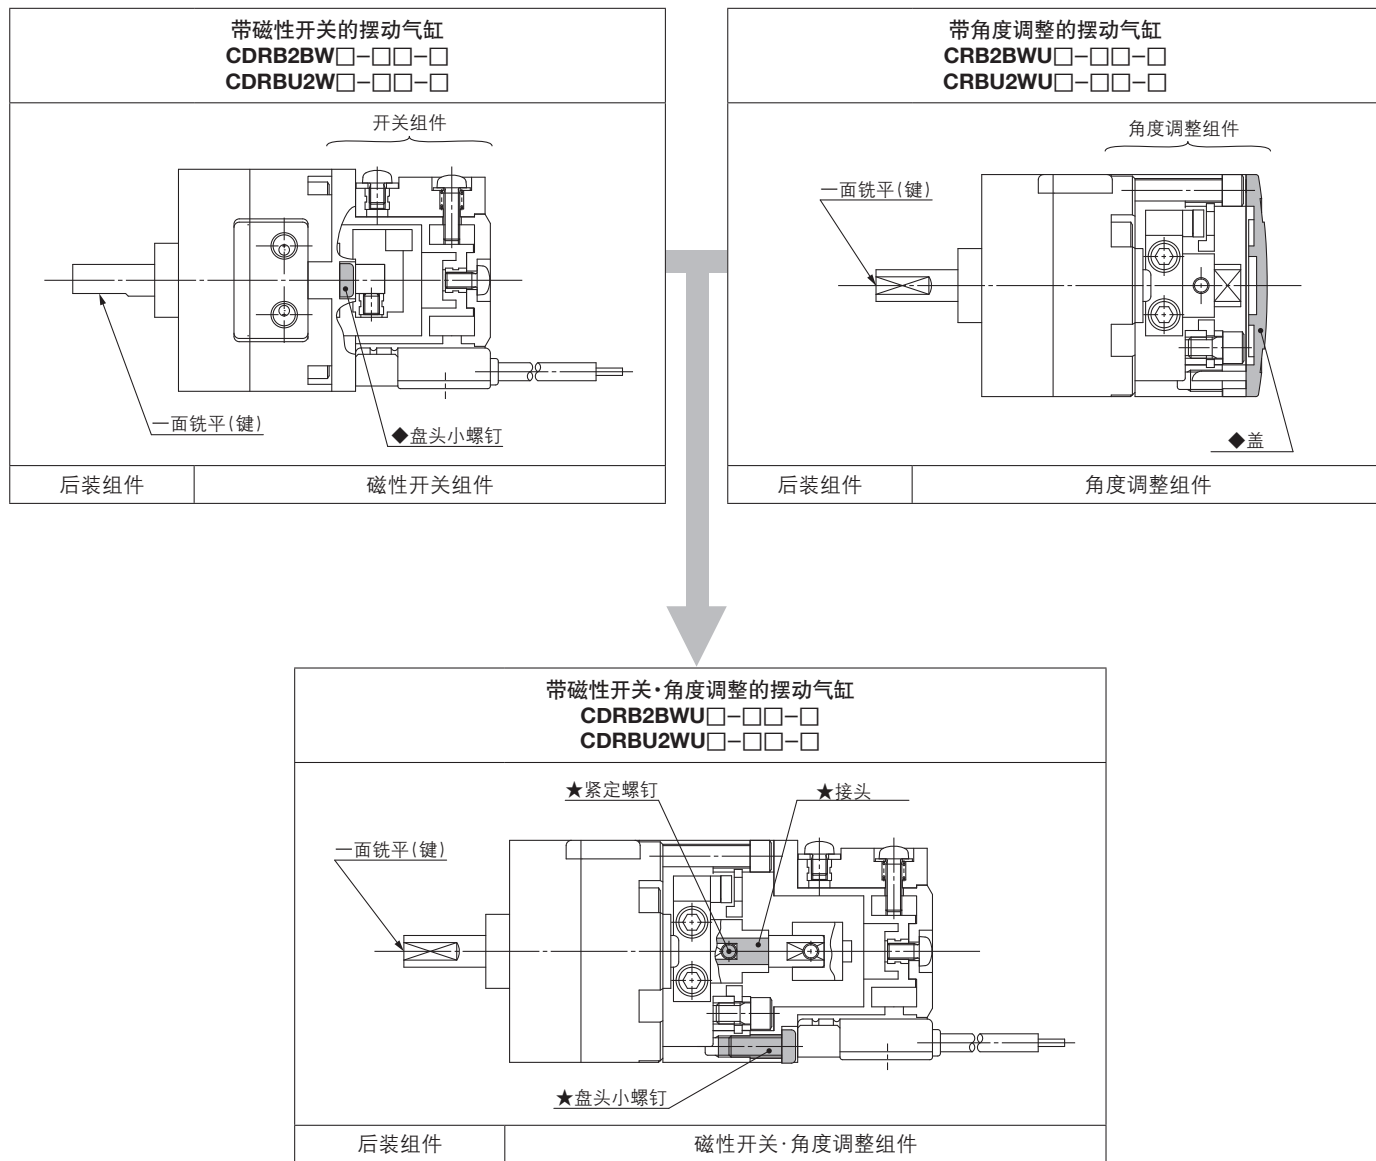 带磁性开关的摆动气缸
CDRB2BW□-□□-□
CDRBU2W□-□□-□
开关组件
一面铣平(键)
◆盘头小螺钉
后装组件
磁性开关组件
带角度调整的摆动气缸
CRB2BWU□-□□-□
CRBU2WU□-□□-□
角度调整组件
一面铣平(键)
◆盖
后装组件
角度调整组件
带磁性开关·角度调整的摆动气缸
CDRB2BWU□-□□-□
CDRBU2WU□-□□-□
★紧定螺钉
★接头
一面铣平(键)
★盘头小螺钉
后装组件
磁性开关·角度调整组件